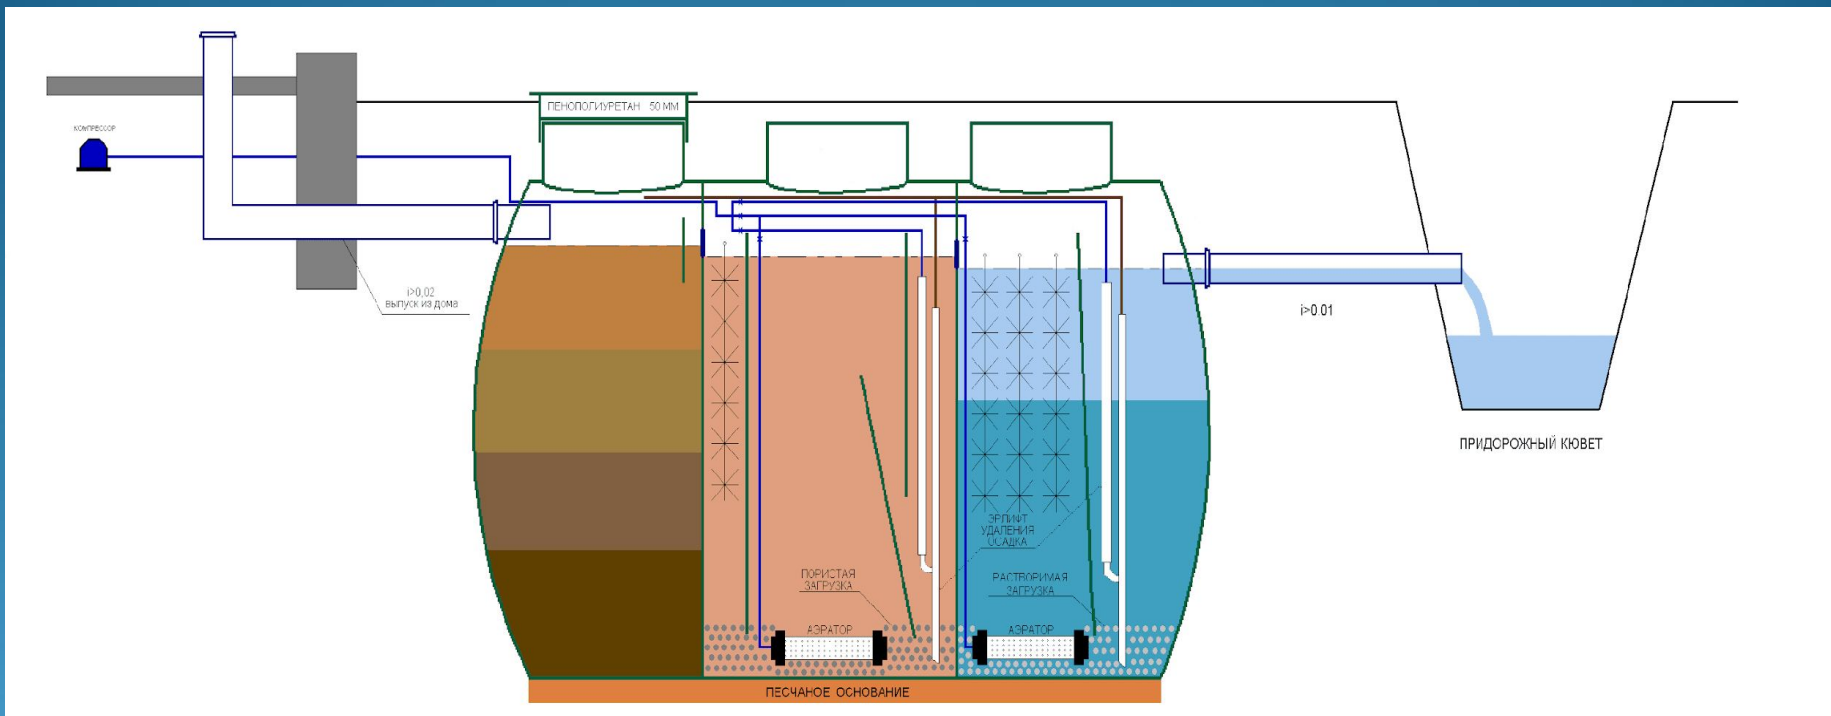 ПЕНОПОЛИУРЕТАН 50 ММ
КОМПРЕССОР
i>0,02
выпуск из дома
i>0.01
ПРИДОРОЖНЫЙ КЮВЕТ
ЭРЛИФТ
УДАЛЕНИЯ
ОСАДКА
ПОРИСТАЯ
ЗАГРУЗКА
РАСТВОРИМАЯ
ЗАГРУЗКА
АЭРАТОР
АЭРАТОР
ПЕСЧАНОЕ ОСНОВАНИЕ